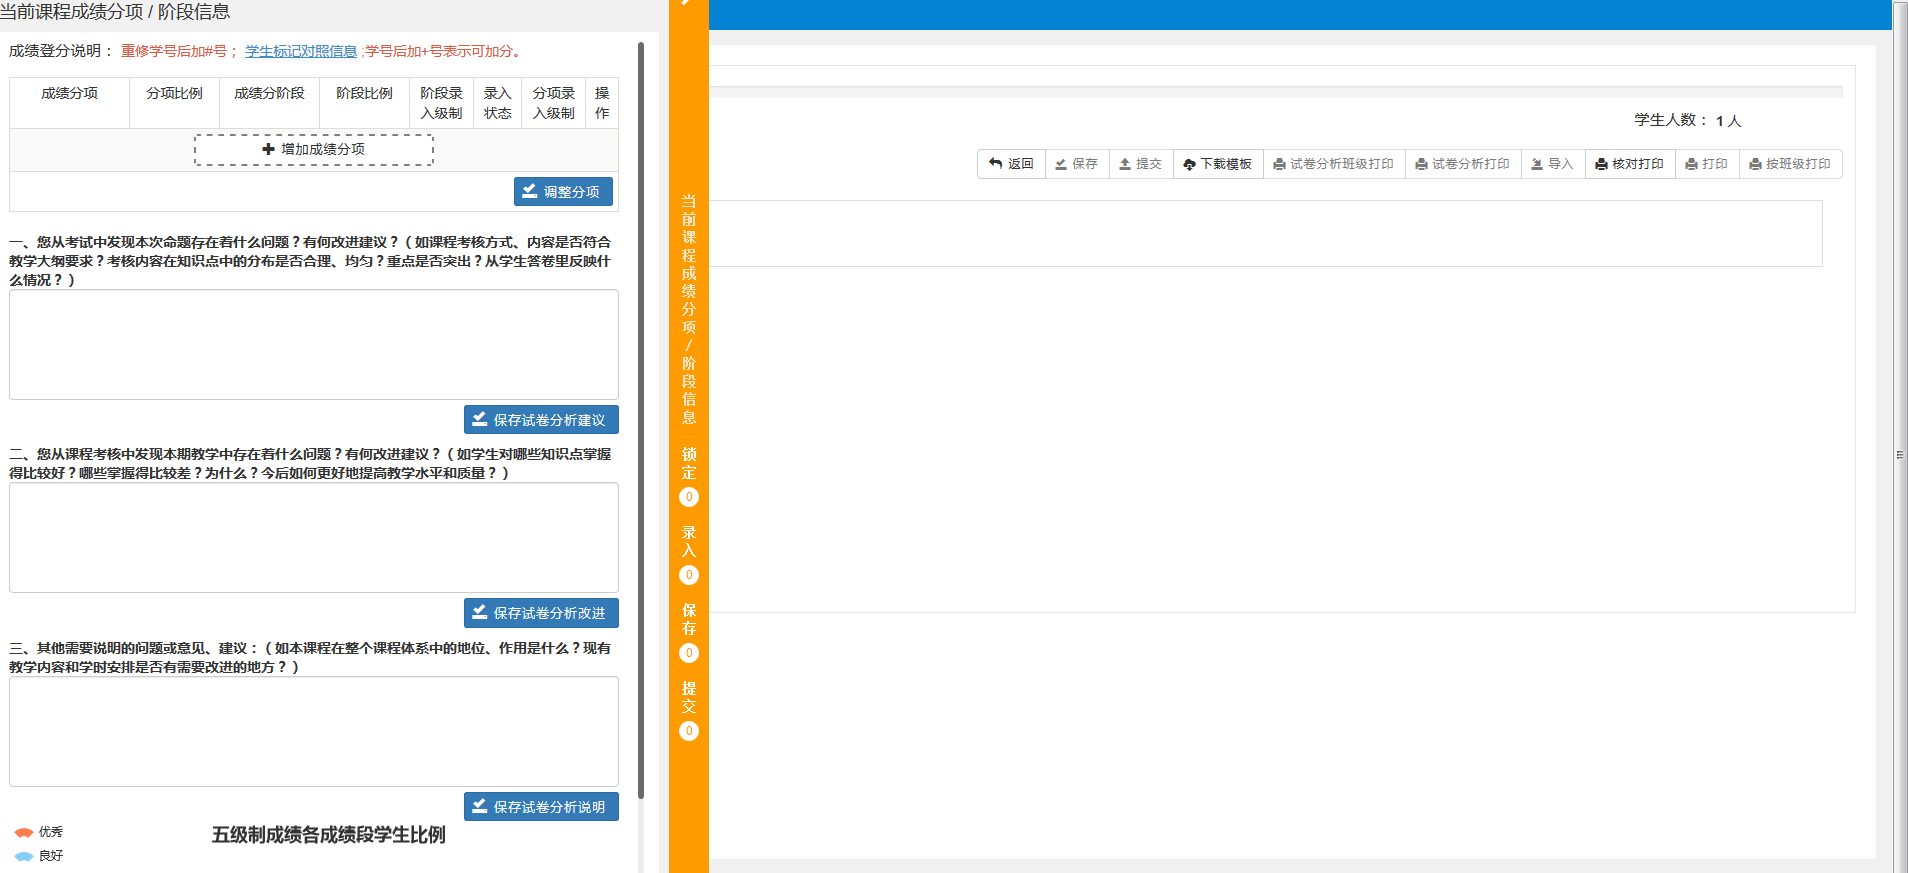 当前课程成绩分项 / 阶段信息
成绩登分说明： 重修学号后加#号； 学生标记对照信息 ;学号后加+号表示可加分。
成绩分项 分项比例 成绩分阶段 阶段比例 阶段录入级制 录入状态 分项录入级制 操作
增加成绩分项
调整分项
一、您从考试中发现本次命题存在着什么问题？有何改进建议？（如课程考核方式、内容是否符合
教学大纲要求？考核内容在知识点中的分布是否合理、均匀？重点是否突出？从学生答卷里反映什
么情况？）
保存试卷分析建议
二、您从课程考核中发现本期教学中存在着什么问题？有何改进建议？（如学生对哪些知识点掌握
得比较好？哪些掌握得比较差？为什么？今后如何更好地提高教学水平和质量？）
保存试卷分析改进
三、其他需要说明的问题或意见、建议：（如本课程在整个课程体系中的地位、作用是什么？现有
教学内容和学时安排是否有需要改进的地方？）
保存试卷分析说明
五级制成绩各成绩段学生比例
优秀
良好
当前课程成绩分项/阶段信息
锁定
0
录入
0
保存
0
提交
0
学生人数： 1 人
返回 保存 提交 下载模板 试卷分析班级打印 试卷分析打印 导入 核对打印 打印 按班级打印